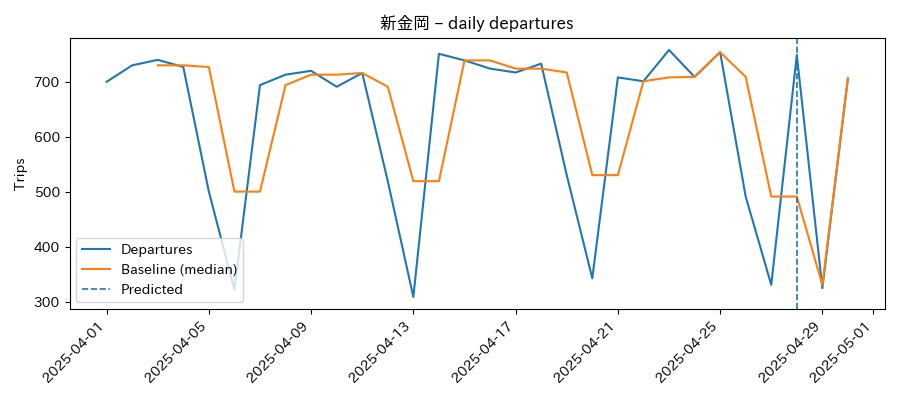 新金岡 – daily departures
Trips
700
600
500
400
300
Departures
Baseline (median)
Predicted
2025-04-01
2025-04-05
2025-04-09
2025-04-13
2025-04-17
2025-04-21
2025-04-25
2025-04-29
2025-05-01